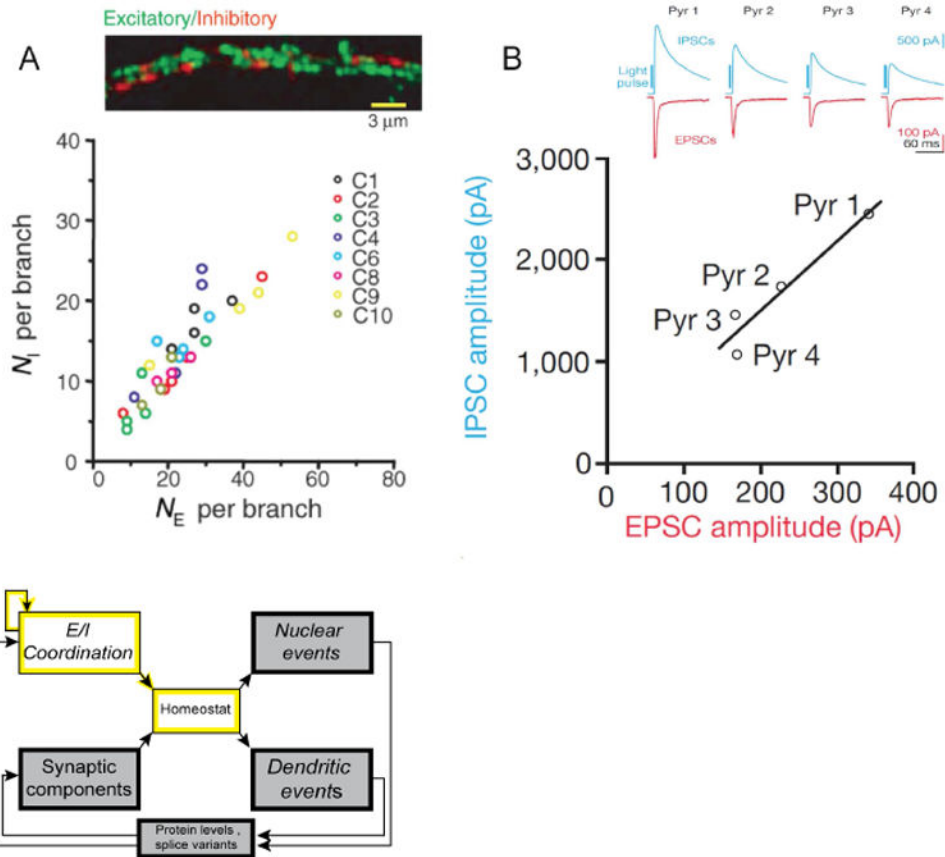 Excitatory/Inhibitory
A
3 µm
40
30
20
10
0
N_I per branch
C1
C2
C3
C4
C6
C8
C9
C10
0 20 40 60 80
N_E per branch
B
Pyr 1 Pyr 2 Pyr 3 Pyr 4
IPSCs
500 pA
Light
pulse
EPSCs
100 pA
60 ms
3,000
2,000
1,000
0
IPSC amplitude (pA)
Pyr 1
Pyr 2
Pyr 3
Pyr 4
0 100 200 300 400
EPSC amplitude (pA)
E/I
Coordination
Nuclear
events
Homeostat
Synaptic
components
Dendritic
events
Protein levels ,
splice variants